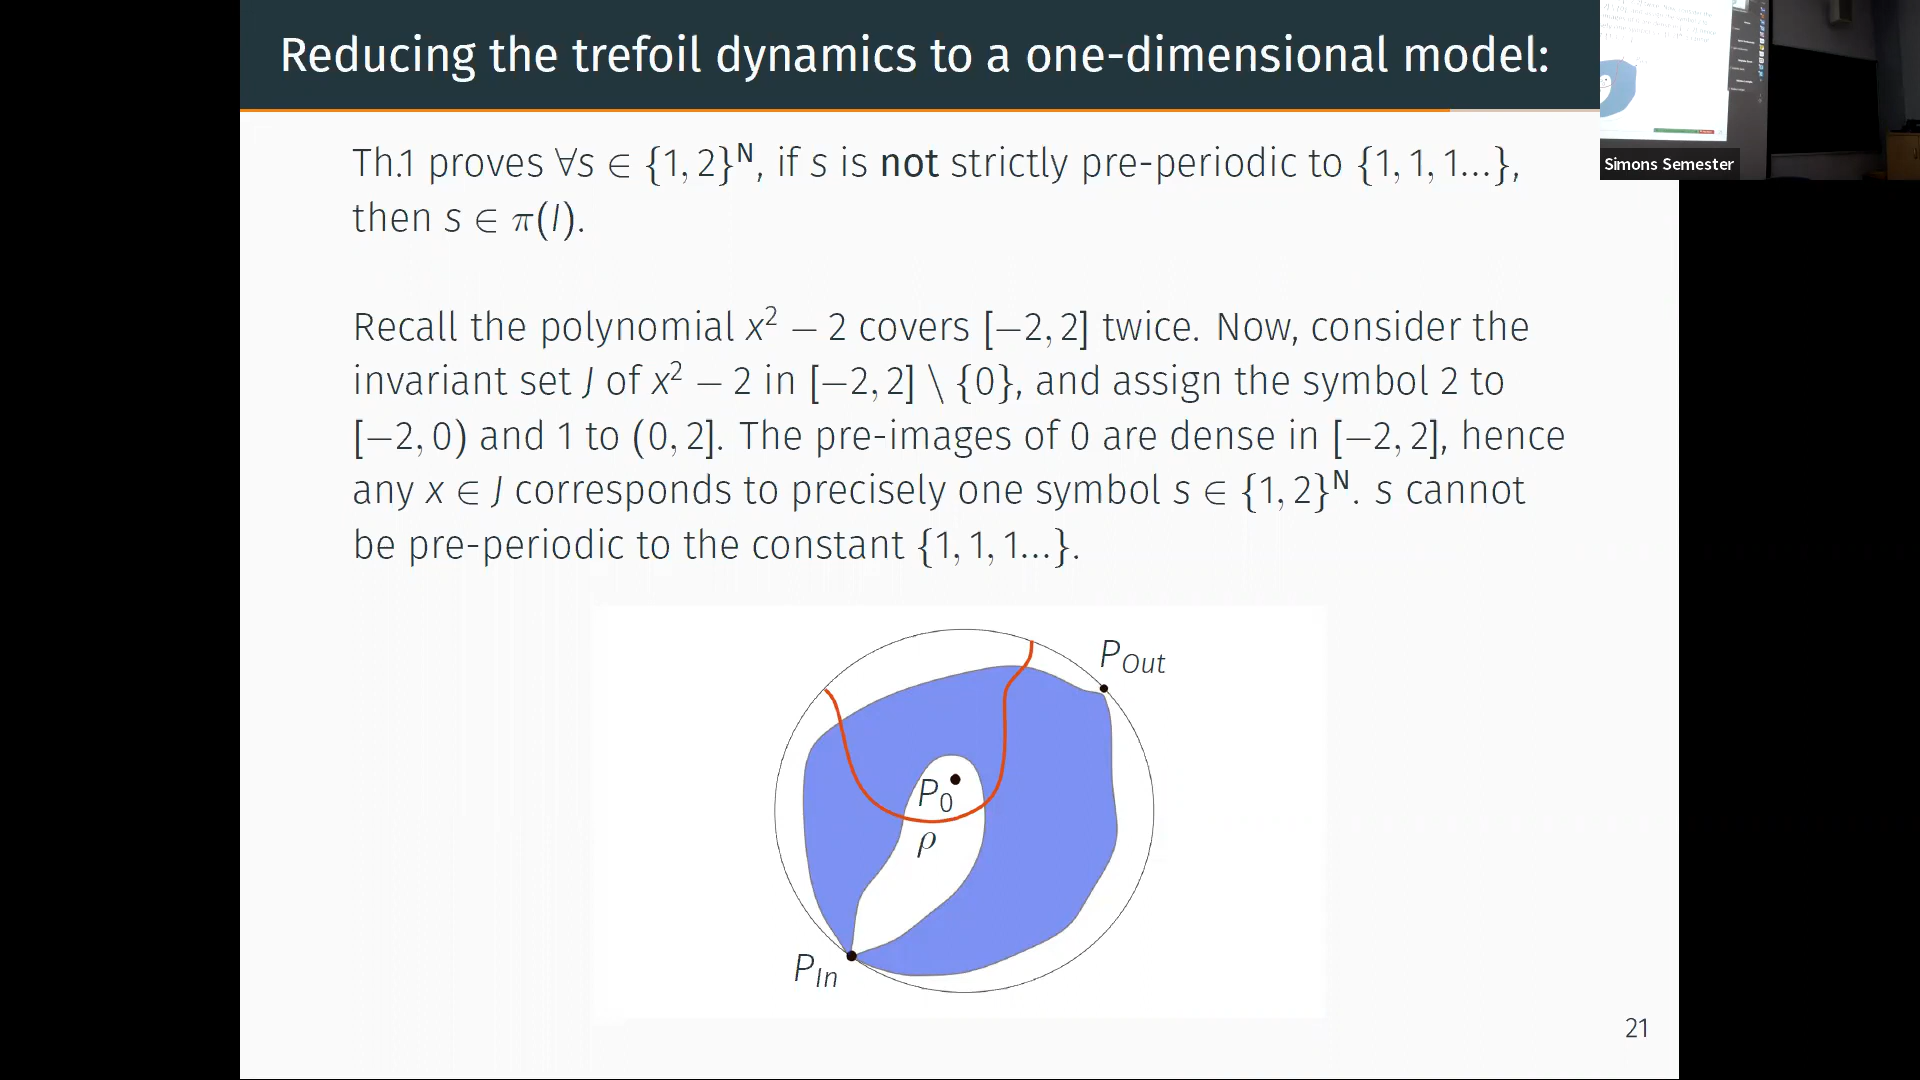 Reducing the trefoil dynamics to a one-dimensional model:
Simons Semester
Th.1 proves ∀s ∈ {1, 2}ᴺ, if s is not strictly pre-periodic to {1, 1, 1...},
then s ∈ π(I).
Recall the polynomial x² − 2 covers [−2, 2] twice. Now, consider the
invariant set J of x² − 2 in [−2, 2] \ {0}, and assign the symbol 2 to
[−2, 0) and 1 to (0, 2]. The pre-images of 0 are dense in [−2, 2], hence
any x ∈ J corresponds to precisely one symbol s ∈ {1, 2}ᴺ. s cannot
be pre-periodic to the constant {1, 1, 1...}.
P_Out
P_0
ρ
P_In
21